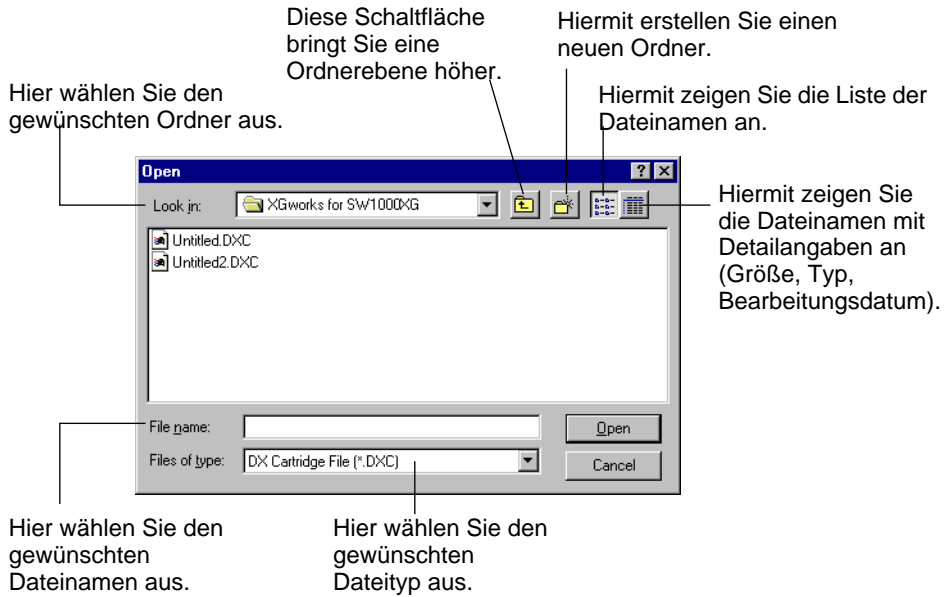 Diese Schaltfläche
bringt Sie eine
Ordnerebene höher.
Hiermit erstellen Sie einen
neuen Ordner.
Hier wählen Sie den
gewünschten Ordner aus.
Hiermit zeigen Sie die Liste der
Dateinamen an.
Open
Look in:
XGworks for SW1000XG
Hiermit zeigen Sie
die Dateinamen mit
Detailangaben an
(Größe, Typ,
Bearbeitungsdatum).
Untitled.DXC
Untitled2.DXC
File name:
Open
Files of type:
DX Cartridge File (*.DXC)
Cancel
Hier wählen Sie den
gewünschten
Dateinamen aus.
Hier wählen Sie den
gewünschten
Dateityp aus.